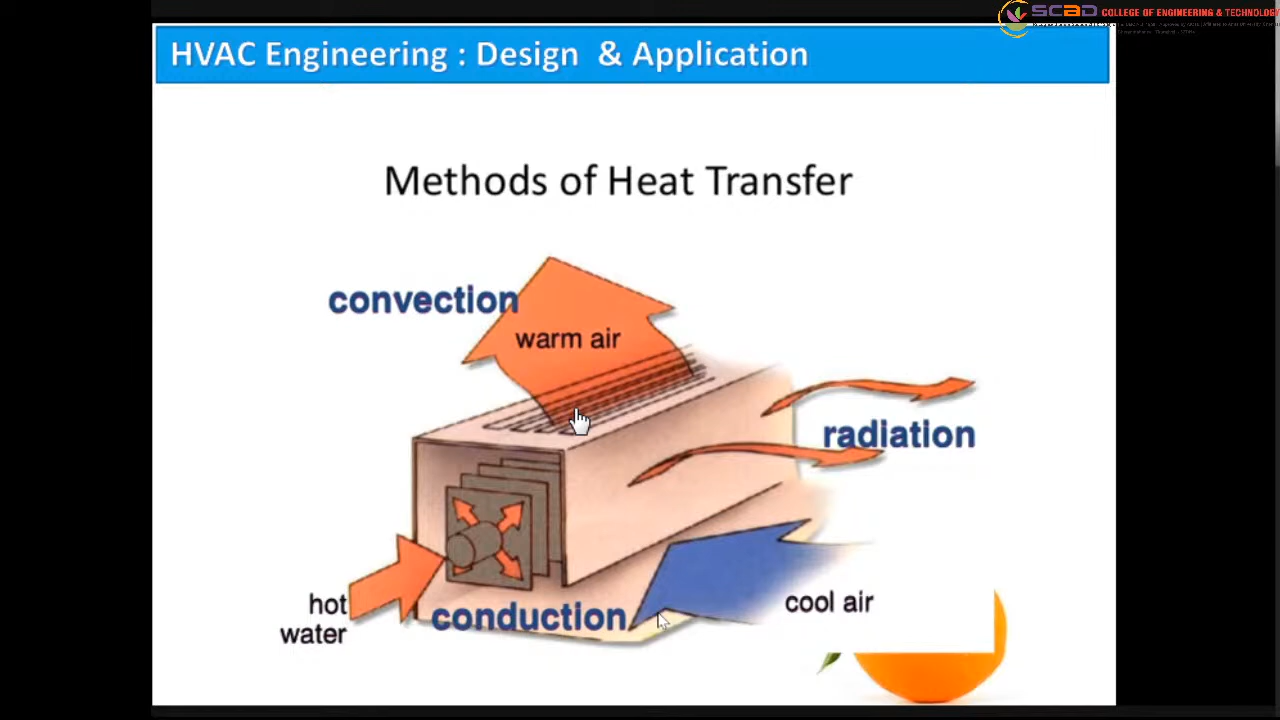 SCAD COLLEGE OF ENGINEERING & TECHNOLOGY
HVAC Engineering : Design & Application
Methods of Heat Transfer
convection
warm air
radiation
hot
water
conduction
cool air